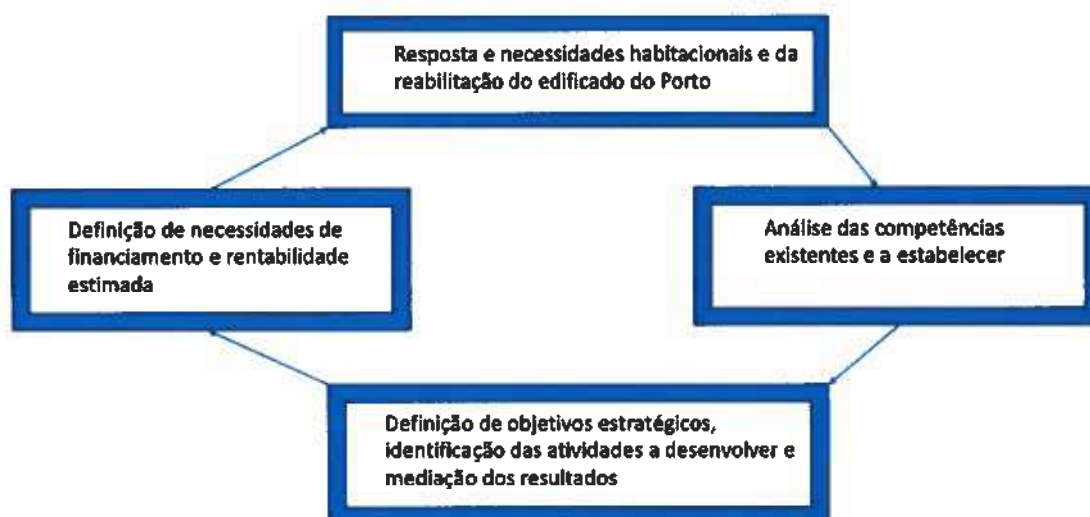 Resposta e necessidades habitacionais e da
reabilitação do edificado do Porto
Definição de necessidades de
financiamento e rentabilidade
estimada
Análise das competências
existentes e a estabelecer
Definição de objetivos estratégicos,
identificação das atividades a desenvolver e
mediação dos resultados